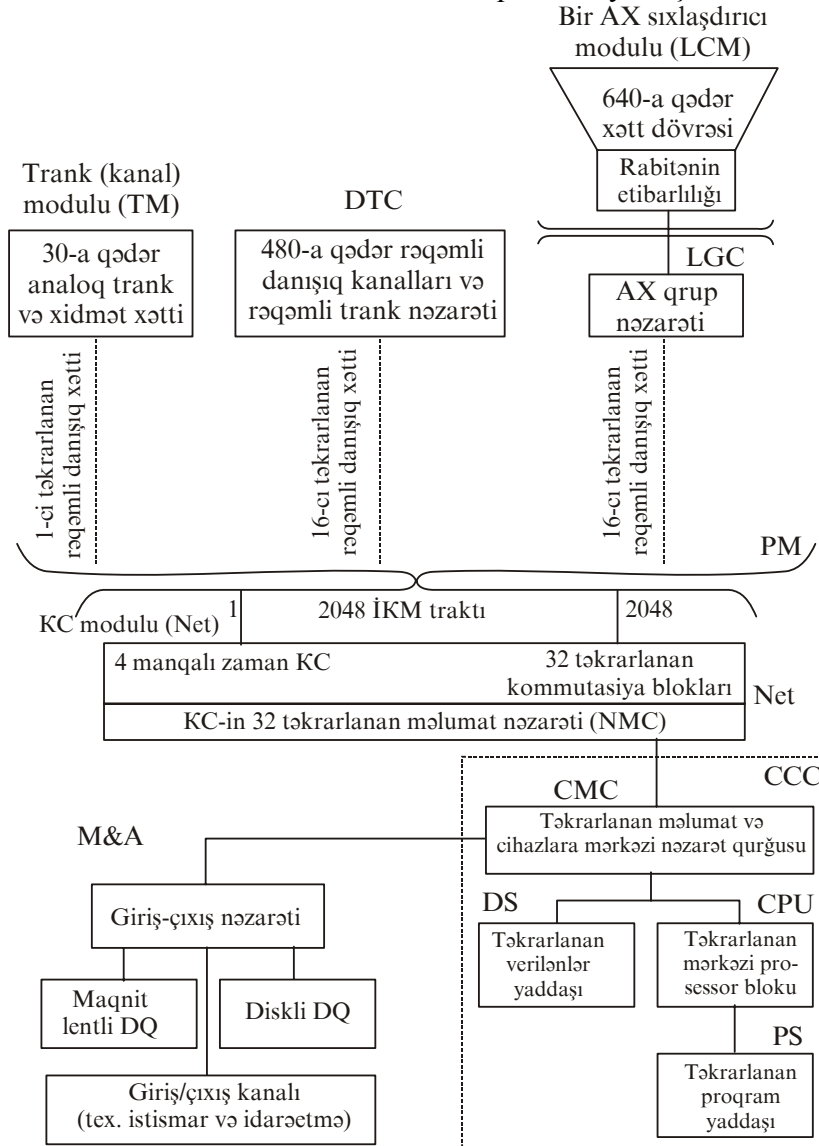 Bir AX sıxlaşdırıcı
modulu (LCM)
640-a qədər
xətt dövrəsi
Rabitənin
etibarlılığı
LGC
AX qrup
nəzarəti
Trank (kanal)
modulu (TM)
30-a qədər
analoq trank
və xidmət xətti
DTC
480-a qədər rəqəmli
danışıq kanalları və
rəqəmli trank nəzarəti
1-ci təkrarlanan
rəqəmli danışıq xətti
16-cı təkrarlanan
rəqəmli danışıq xətti
16-cı təkrarlanan
rəqəmli danışıq xətti
PM
KC modulu (Net)
1
2048 İKM traktı
2048
4 manqalı zaman KC
32 təkrarlanan
kommutasiya blokları
Net
KC-in 32 təkrarlanan məlumat nəzarəti (NMC)
CCC
CMC
Təkrarlanan məlumat və
cihazlara mərkəzi nəzarət qurğusu
M&A
Giriş-çıxış nəzarəti
Maqnit
lentli DQ
Diskli DQ
Giriş/çıxış kanalı
(tex. istismar və idarəetmə)
DS
Təkrarlanan
verilənlər
yaddaşı
CPU
Təkrarlanan
mərkəzi pro-
sessor bloku
PS
Təkrarlanan
proqram
yaddaşı